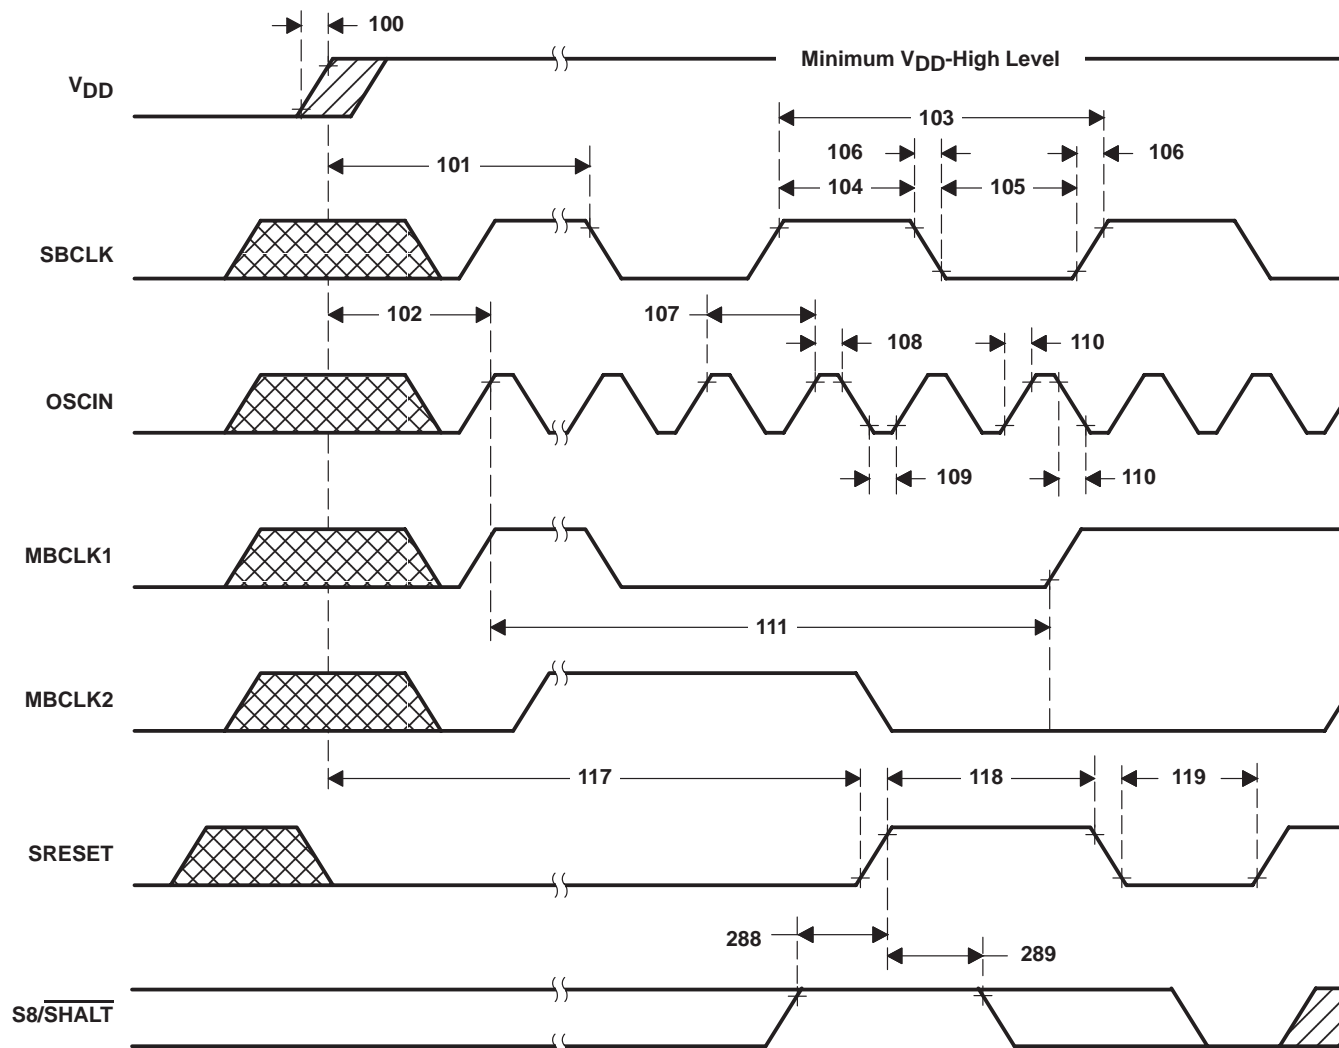 100
Minimum VDD-High Level
VDD
103
101
106
106
104
105
SBCLK
102
107
108
110
OSCIN
109
110
MBCLK1
111
MBCLK2
117
118
119
SRESET
288
289
S8/SHALT